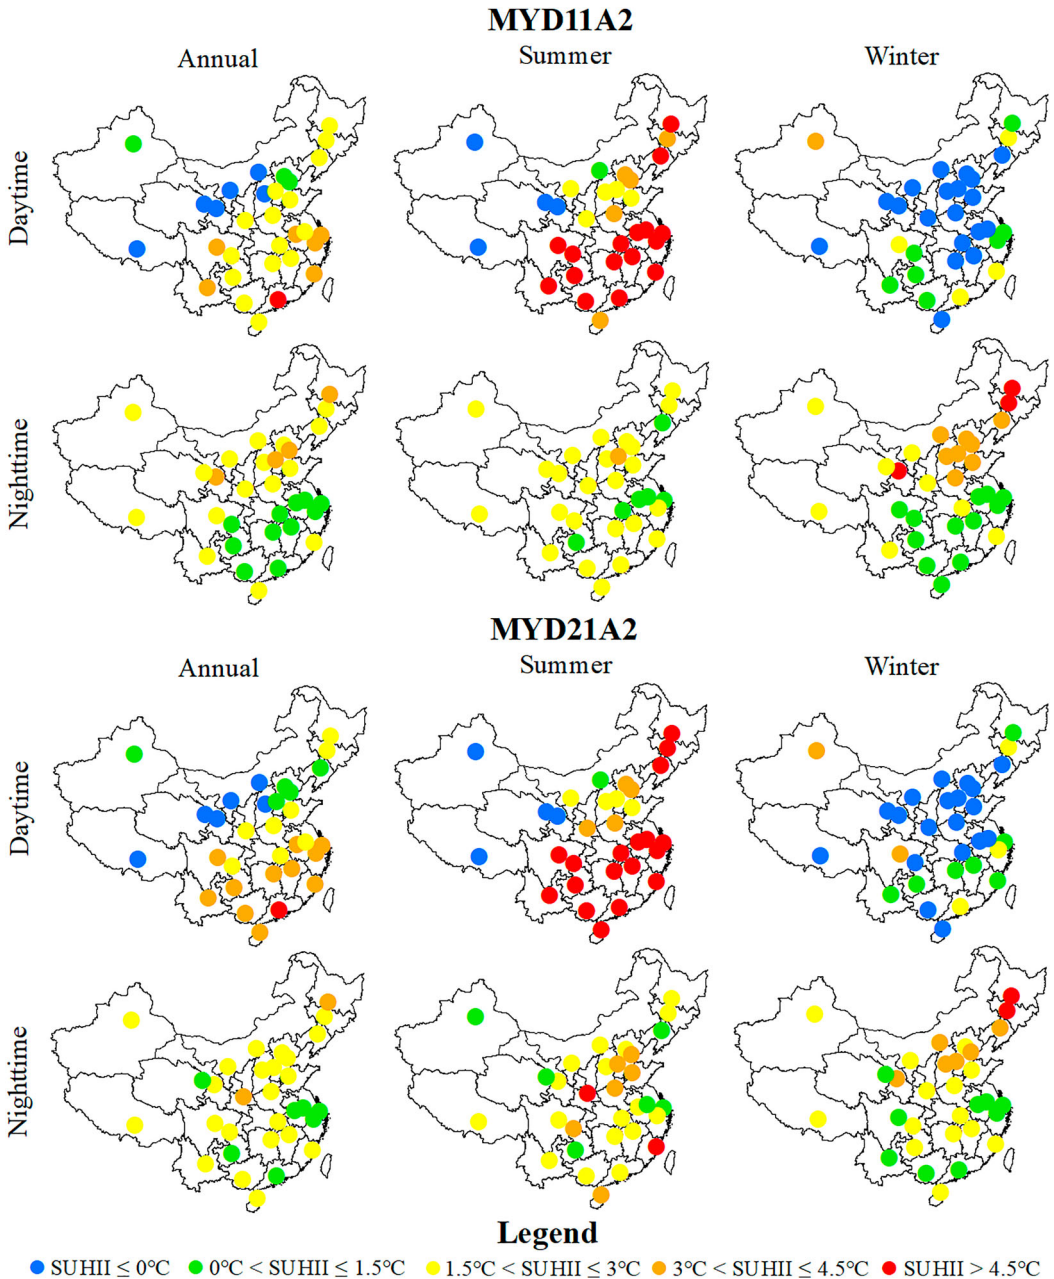 MYD11A2
Annual
Summer
Winter
Daytime
Nighttime
MYD21A2
Annual
Summer
Winter
Daytime
Nighttime
Legend
SUHII ≤ 0°C 0°C < SUHII ≤ 1.5°C 1.5°C < SUHII ≤ 3°C 3°C < SUHII ≤ 4.5°C SUHII > 4.5°C